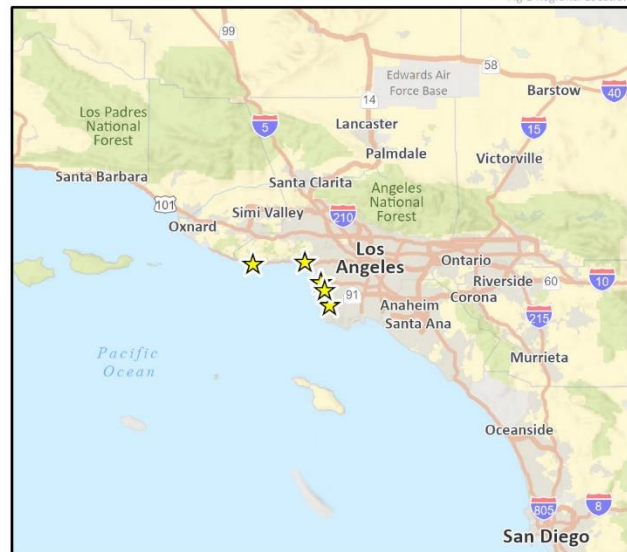 99
58
Edwards Air
Force Base
Barstow
40
Los Padres
National
Forest
14
5
Lancaster
15
Palmdale
Victorville
Santa Barbara
Santa Clarita
Angeles
National
Forest
101
Simi Valley
210
Oxnard
Los
Angeles
Ontario
Riverside
60
10
91
Anaheim
Corona
Santa Ana
215
Pacific
Ocean
Murrieta
Oceanside
805
8
San Diego